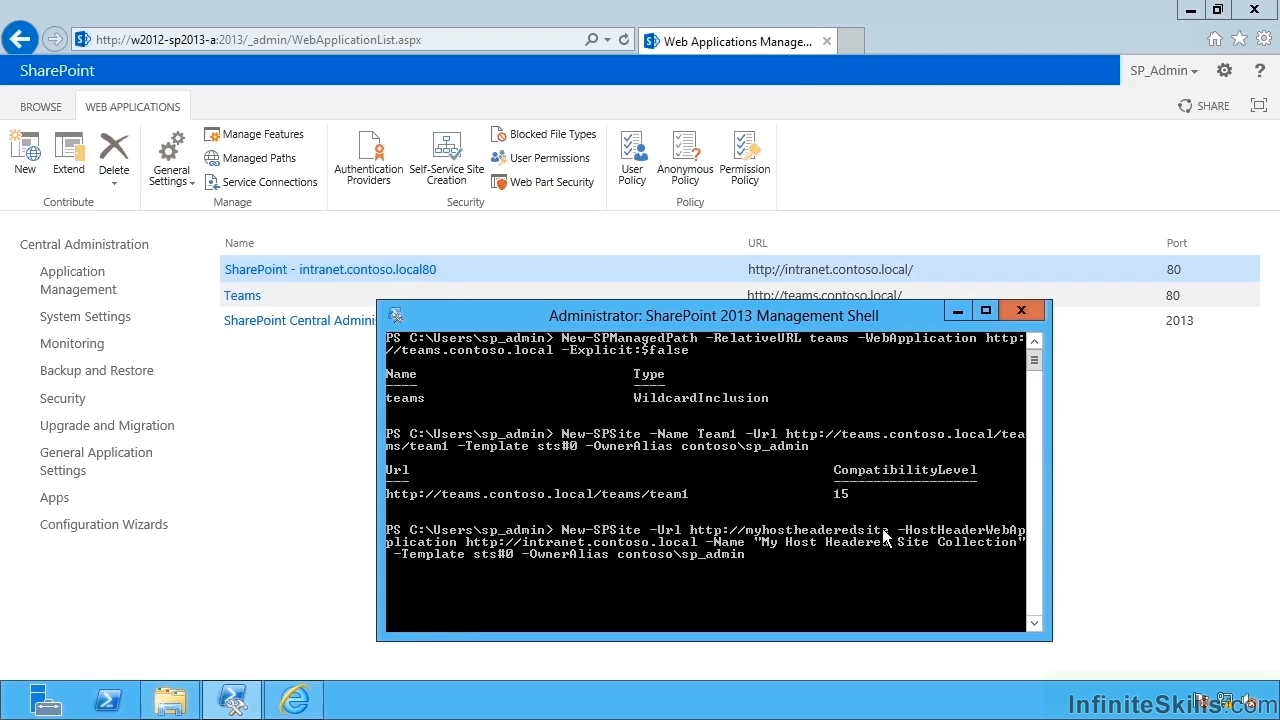 http://w2012-sp2013-a:2013/_admin/WebApplicationList.aspx
Web Applications Manage...
SharePoint
SP_Admin
?
BROWSE
WEB APPLICATIONS
SHARE
New
Extend
Delete
Contribute
General Settings
Manage Features
Manage Paths
Service Connections
Manage
Authentication Providers
Self-Service Site Creation
Blocked File Types
User Permissions
Web Part Security
Security
User Policy
Anonymous Policy
Permission Policy
Policy
Central Administration
Application
Management
System Settings
Monitoring
Backup and Restore
Security
Upgrade and Migration
General Application
Settings
Apps
Configuration Wizards
Name URL Port
SharePoint - intranet.contoso.local80 http://intranet.contoso.local/ 80
Teams http://teams.contoso.local/ 80
SharePoint Central Admini 2013
Administrator: SharePoint 2013 Management Shell
PS C:\Users\sp_admin> New-SPManagedPath -RelativeURL teams -WebApplication http:
//teams.contoso.local -Explicit:$false
Name Type
---- ----
teams WildcardInclusion
PS C:\Users\sp_admin> New-SPSite -Name Team1 -Url http://teams.contoso.local/tea
ms/team1 -Template sts#0 -OwnerAlias contoso\sp_admin
Url CompatibilityLevel
--- ------------------
http://teams.contoso.local/teams/team1 15
PS C:\Users\sp_admin> New-SPSite -Url http://myhostheaderedsite -HostHeaderWebAp
plication http://intranet.contoso.local -Name "My Host Headered Site Collection"
-Template sts#0 -OwnerAlias contoso\sp_admin
InfiniteSkills.com